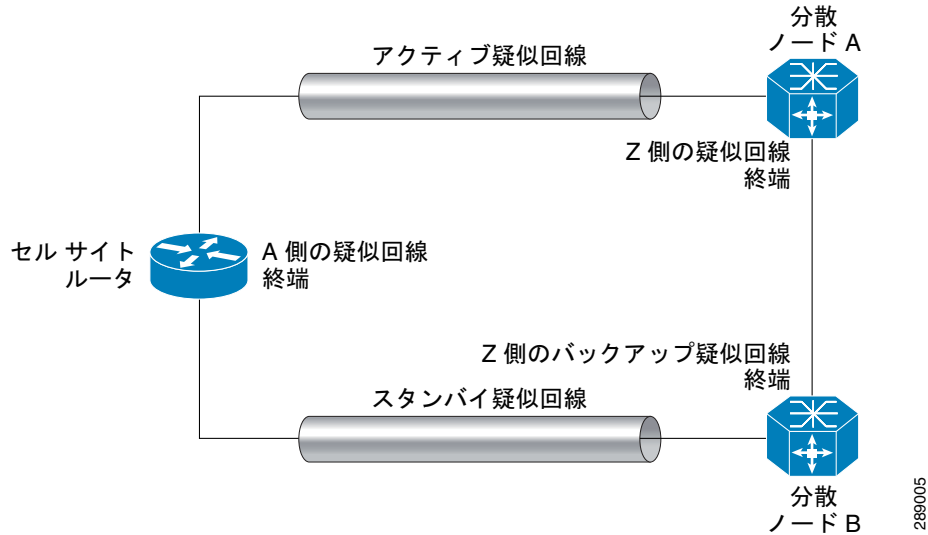 分散
ノード A
アクティブ疑似回線
Z 側の疑似回線
終端
セル サイト
ルータ
A 側の疑似回線
終端
Z 側のバックアップ疑似回線
終端
スタンバイ疑似回線
分散
ノード B
289005